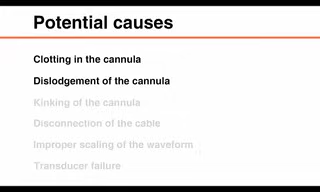 Potential causes
Clotting in the cannula
Dislodgement of the cannula
Kinking of the cannula
Disconnection of the cable
Improper scaling of the waveform
Transducer failure